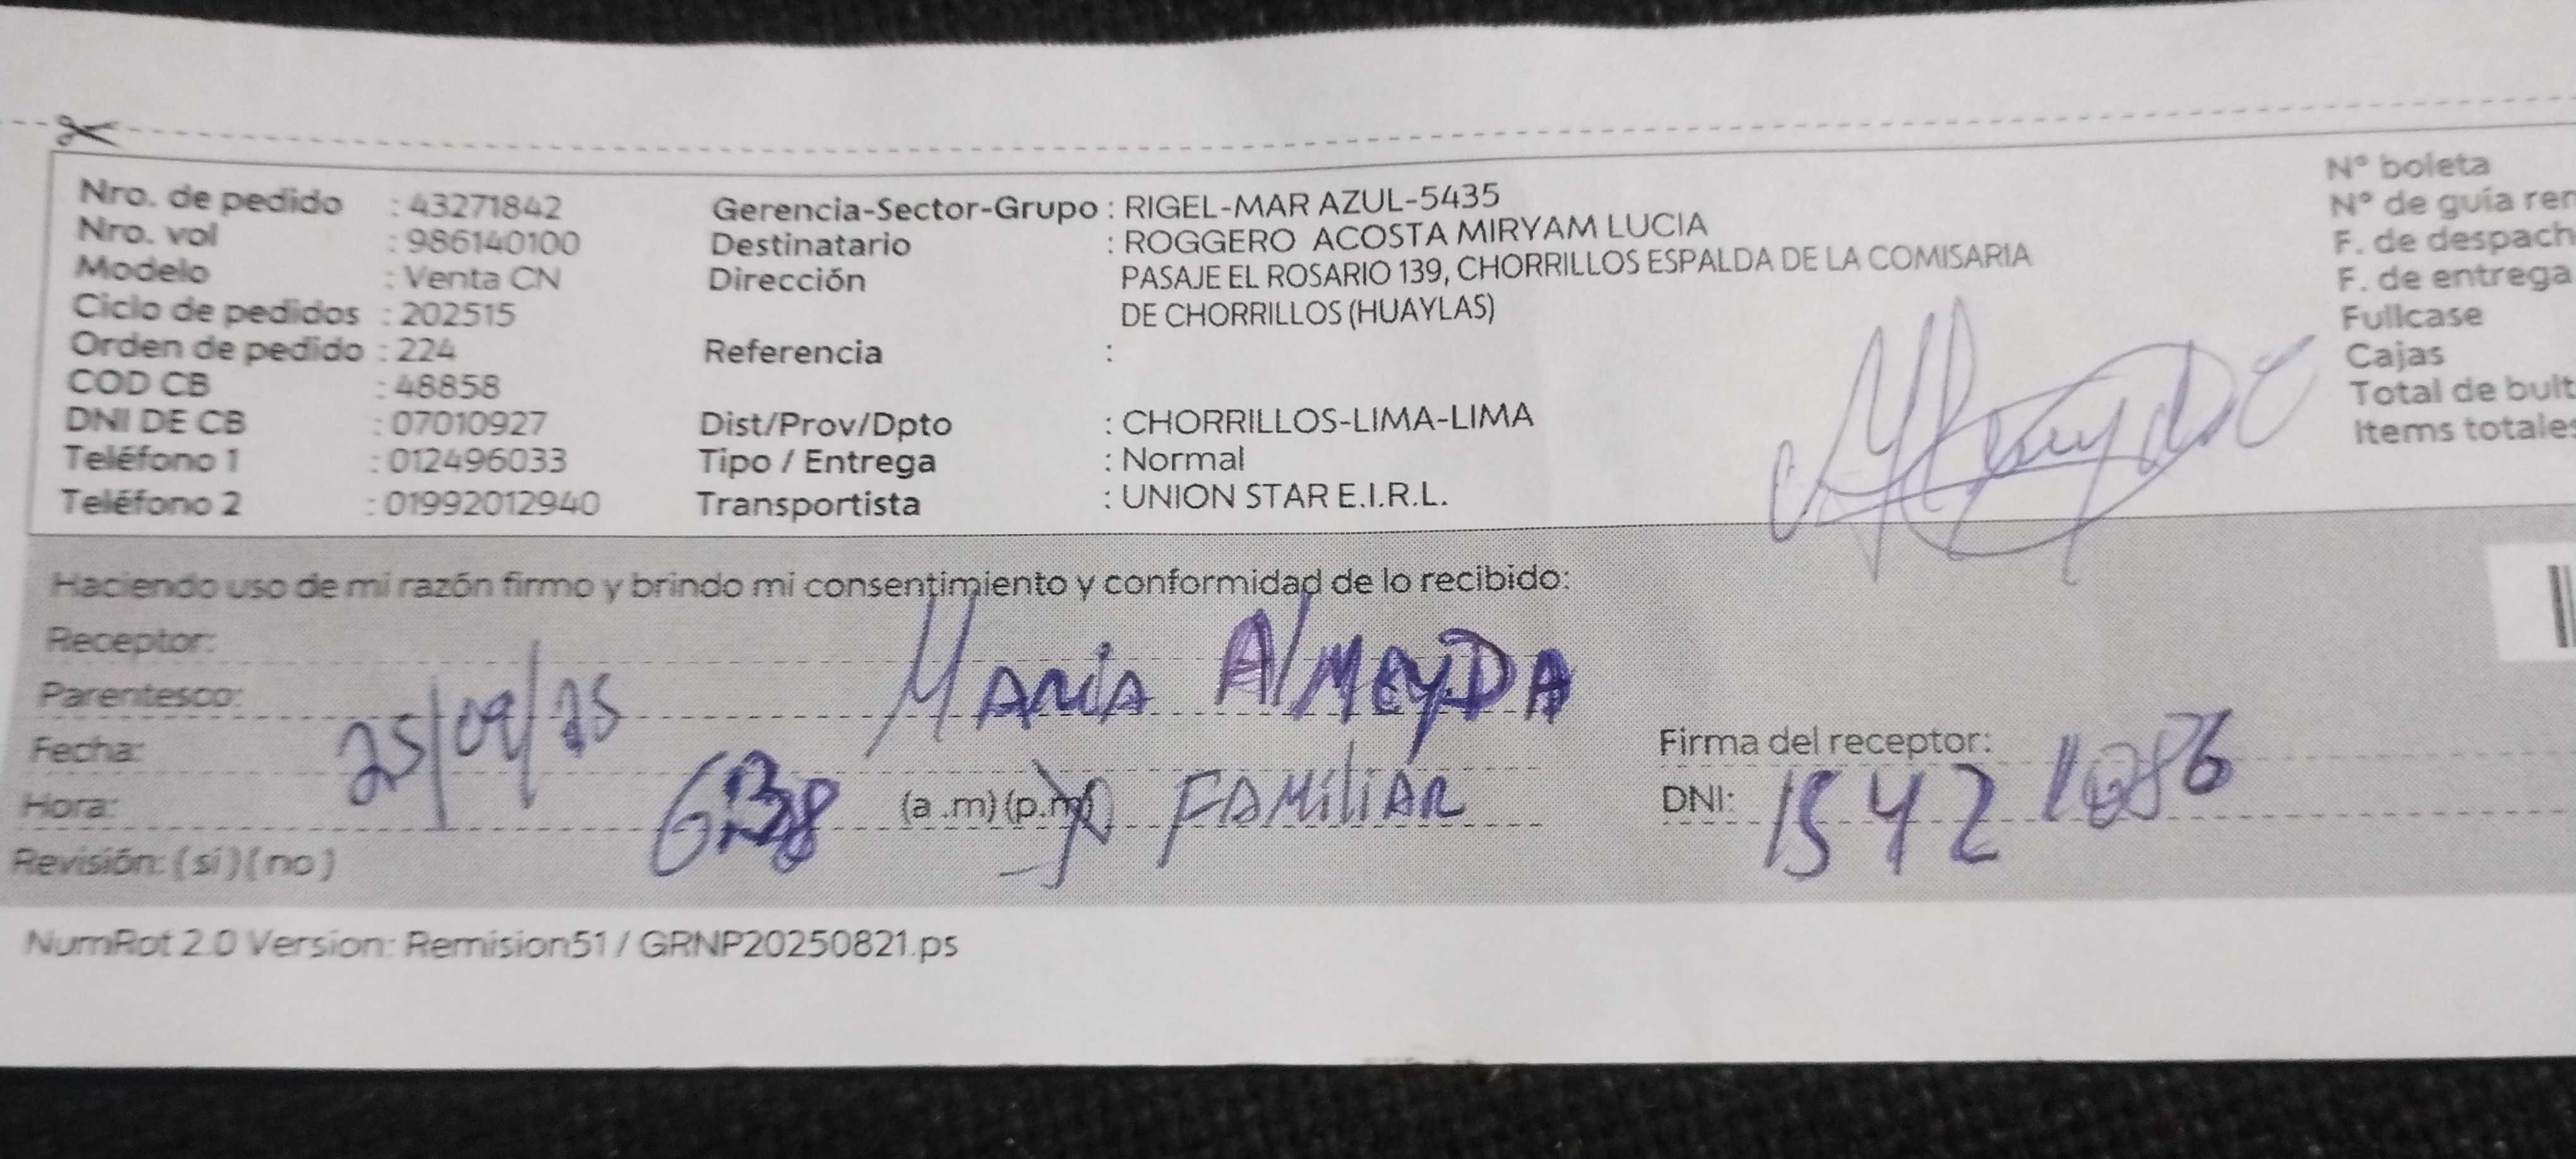 Nro. de pedido : 43271842
Nro. vol : 986140100
Modelo : Venta CN
Ciclo de pedidos : 202515
Orden de pedido : 224
COD CB : 48858
DNI DE CB : 07010927
Teléfono 1 : 012496033
Teléfono 2 : 01992012940
Gerencia-Sector-Grupo : RIGEL-MAR AZUL-5435
Destinatario : ROGGERO ACOSTA MIRYAM LUCIA
Dirección PASAJE EL ROSARIO 139, CHORRILLOS ESPALDA DE LA COMISARIA
DE CHORRILLOS (HUAYLAS)
Referencia :
Dist/Prov/Dpto : CHORRILLOS-LIMA-LIMA
Tipo / Entrega : Normal
Transportista : UNION STAR E.I.R.L.
N° boleta
N° de guía rem
F. de despach
F. de entrega
Fullcase
Cajas
Total de bult
Items totales
Haciendo uso de mi razón firmo y brindo mi consentimiento y conformidad de lo recibido:
Receptor: MARIA AlMEyDA
Parentesco:
Fecha: 25/09/25
Hora: (a .m) (p.m) FAMiliAR
Revisión: (si) (no)
Firma del receptor:
DNI: 1542
NumRot 2.0 Version: Remision51 / GRNP20250821.ps